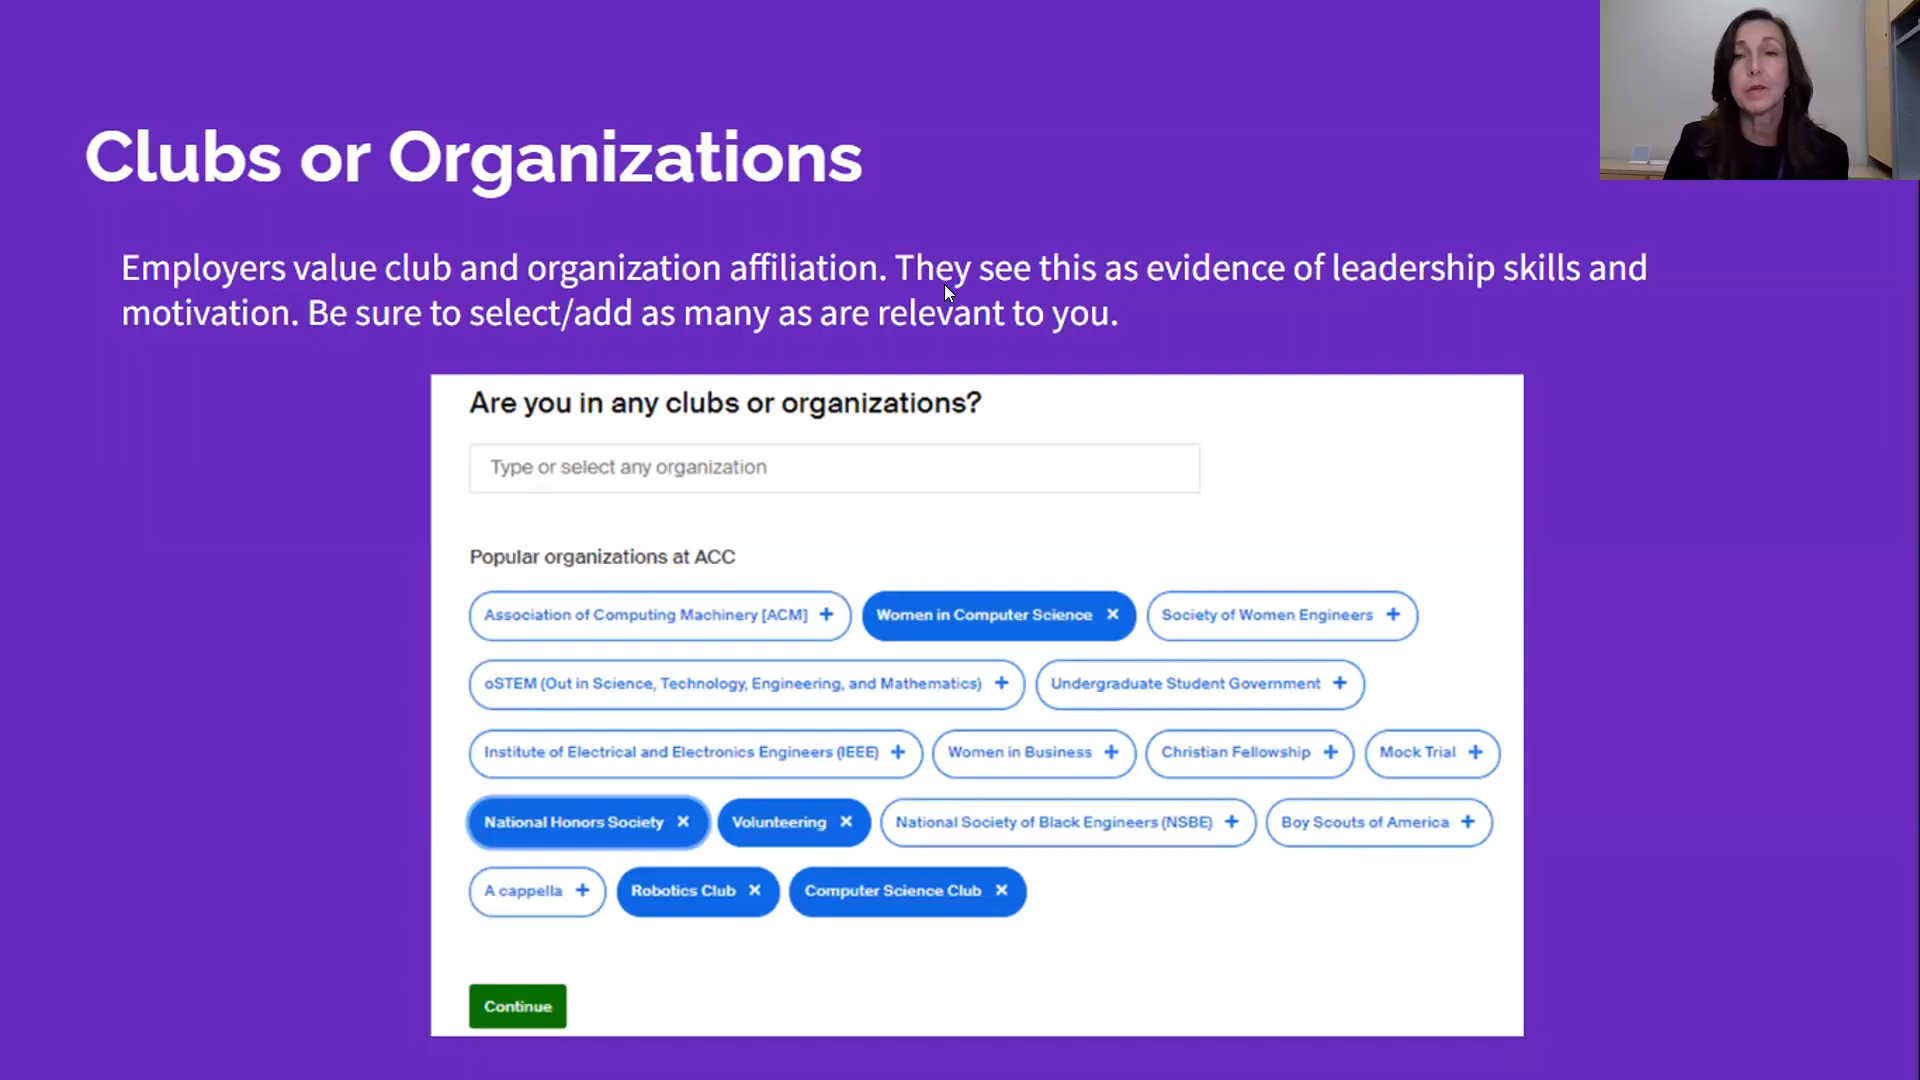 Clubs or Organizations
Employers value club and organization affiliation. They see this as evidence of leadership skills and
motivation. Be sure to select/add as many as are relevant to you.
Are you in any clubs or organizations?
Type or select any organization
Popular organizations at ACC
Association of Computing Machinery [ACM] + Women in Computer Science × Society of Women Engineers +
oSTEM (Out in Science, Technology, Engineering, and Mathematics) + Undergraduate Student Government +
Institute of Electrical and Electronics Engineers (IEEE) + Women in Business + Christian Fellowship + Mock Trial +
National Honors Society × Volunteering × National Society of Black Engineers (NSBE) + Boy Scouts of America +
A cappella + Robotics Club × Computer Science Club ×
Continue